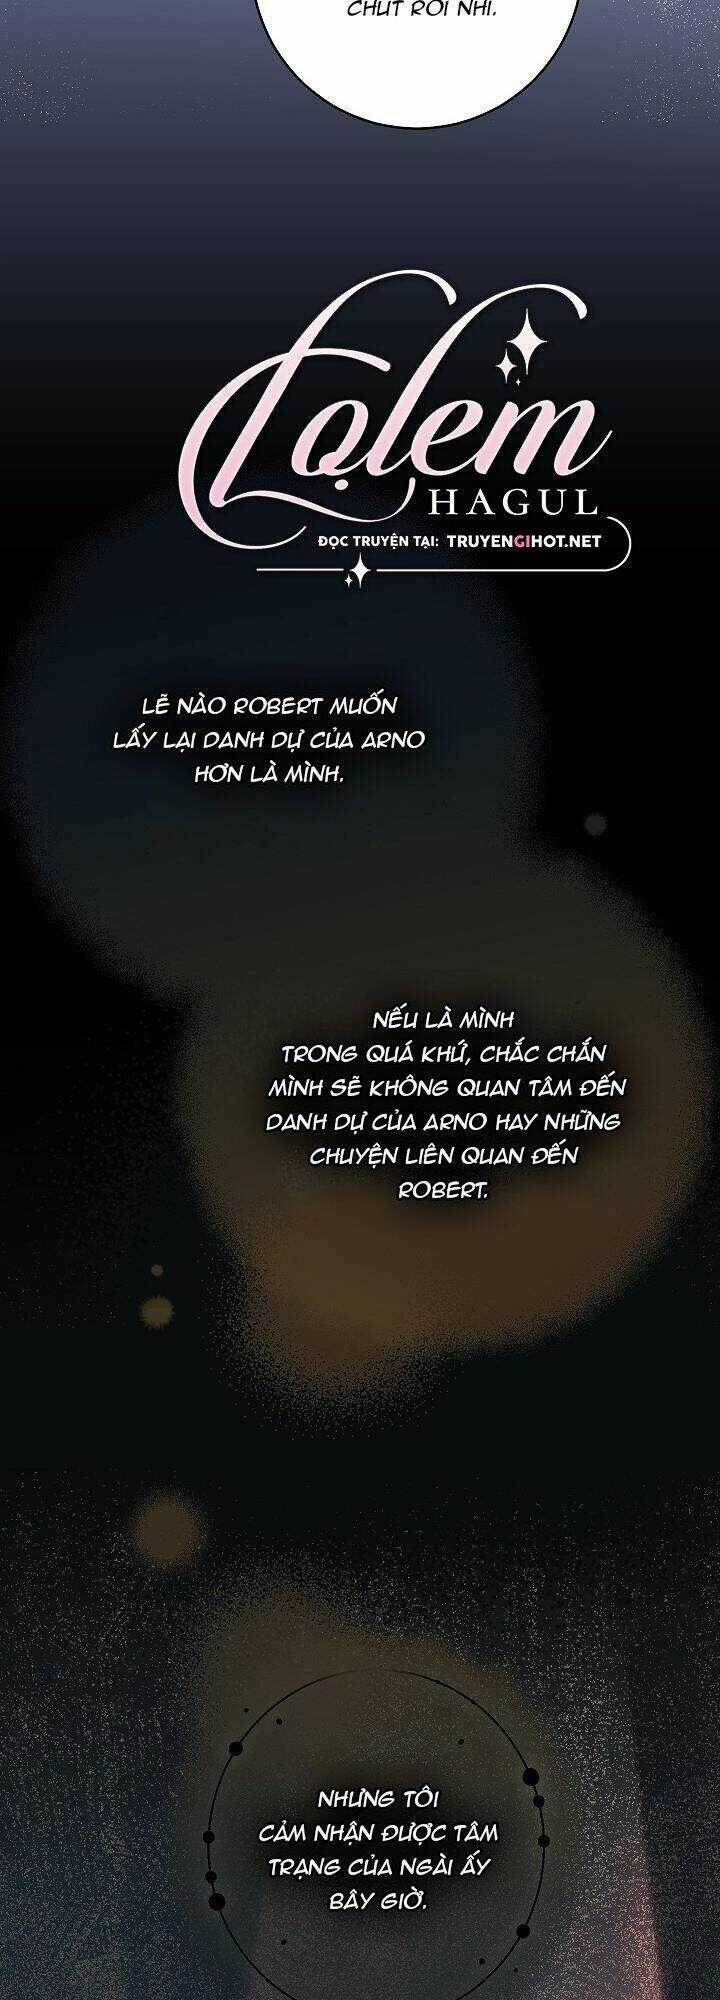 CHÚT RỒI NHỈ.
Lọlem
HAGUL
ĐỌC TRUYỆN TẠI: TRUYENGIHOT.NET
LẼ NÀO ROBERT MUỐN
LẤY LẠI DANH DỰ CỦA ARNO
HƠN LÀ MÌNH.
NẾU LÀ MÌNH
TRONG QUÁ KHỨ, CHẮC CHẮN
MÌNH SẼ KHÔNG QUAN TÂM ĐẾN
DANH DỰ CỦA ARNO HAY NHỮNG
CHUYỆN LIÊN QUAN ĐẾN
ROBERT.
NHƯNG TÔI
CẢM NHẬN ĐƯỢC TÂM
TRẠNG CỦA NGÀI ẤY
BÂY GIỜ.